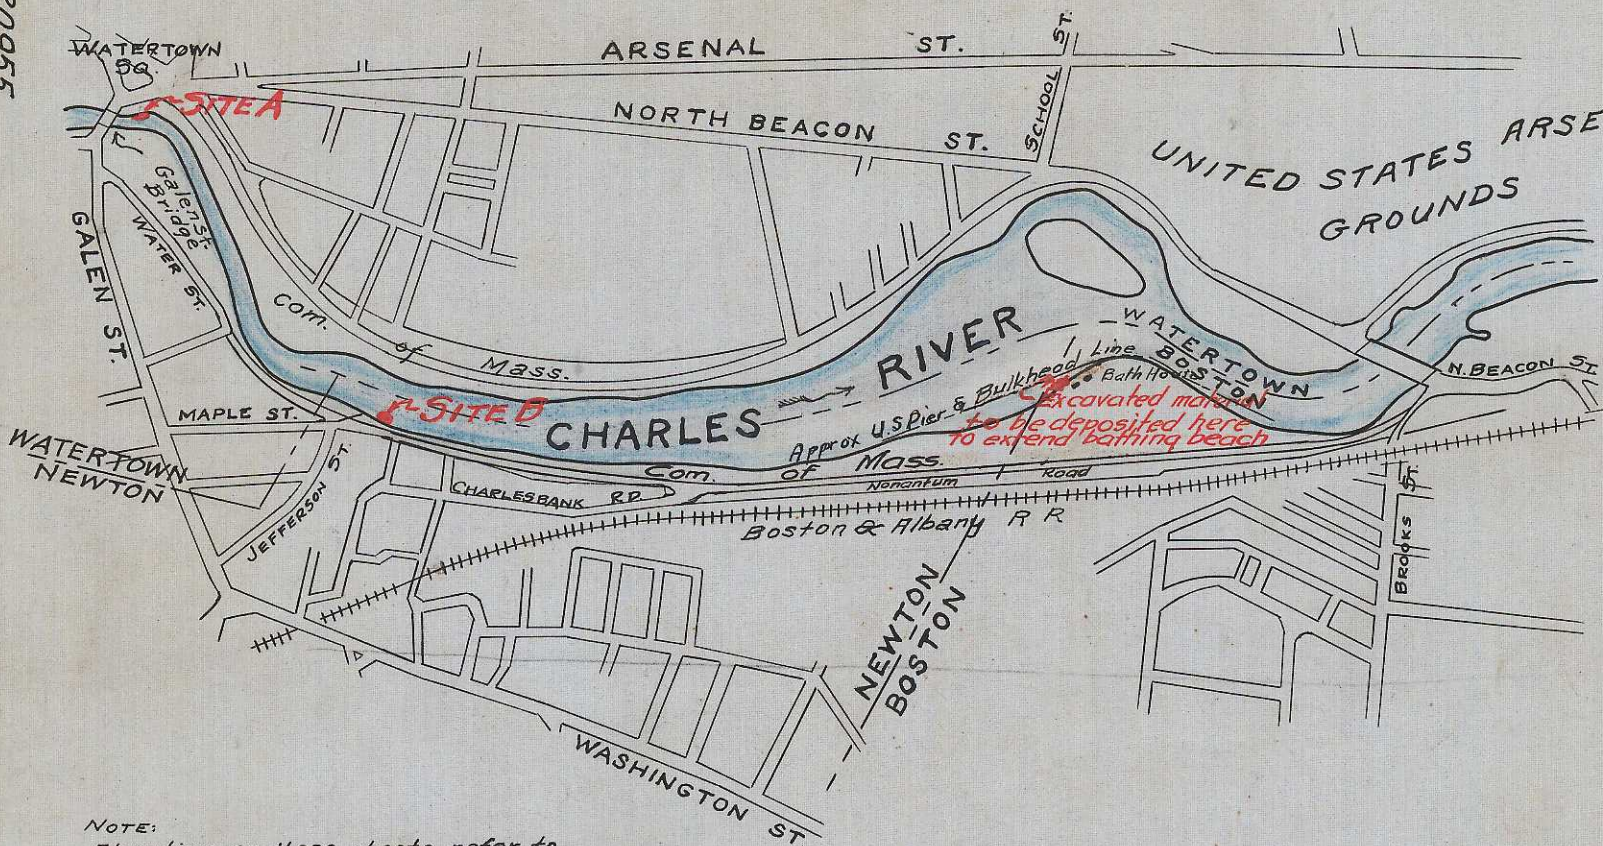 WATERTOWN
SQ.
ARSENAL ST.
SCHOOL ST.
SITE A
NORTH BEACON ST.
UNITED STATES ARSE
GROUNDS
Galen St.
Bridge
WATER ST.
GALEN ST.
Com. of Mass.
CHARLES RIVER
WATERTOWN
BOSTON
Approx U.S Pier & Bulkhead Line
Bath House
N. BEACON ST.
SITE B
Excavated material
to be deposited here
to extend bathing beach
MAPLE ST.
WATERTOWN
NEWTON
Com. of Mass.
Nonantum Road
CHARLESBANK RD.
JEFFERSON ST.
Boston & Albany R R
BROOKS ST.
NEWTON
BOSTON
WASHINGTON ST
NOTE: